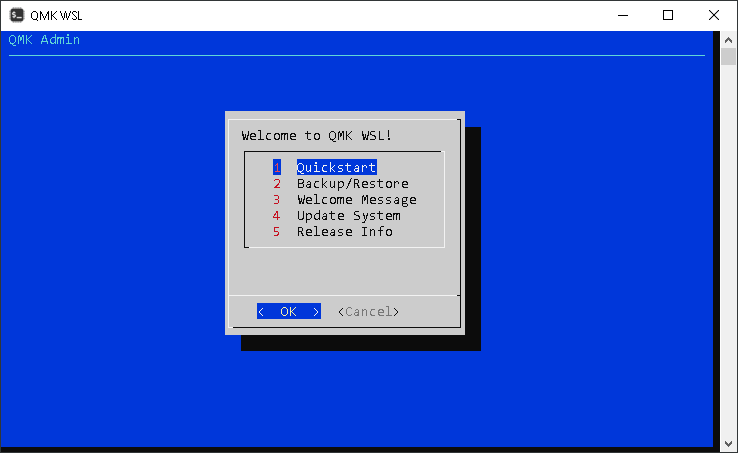 QMK WSL
QMK Admin
Welcome to QMK WSL!
1 Quickstart
2 Backup/Restore
3 Welcome Message
4 Update System
5 Release Info
< OK > <Cancel>